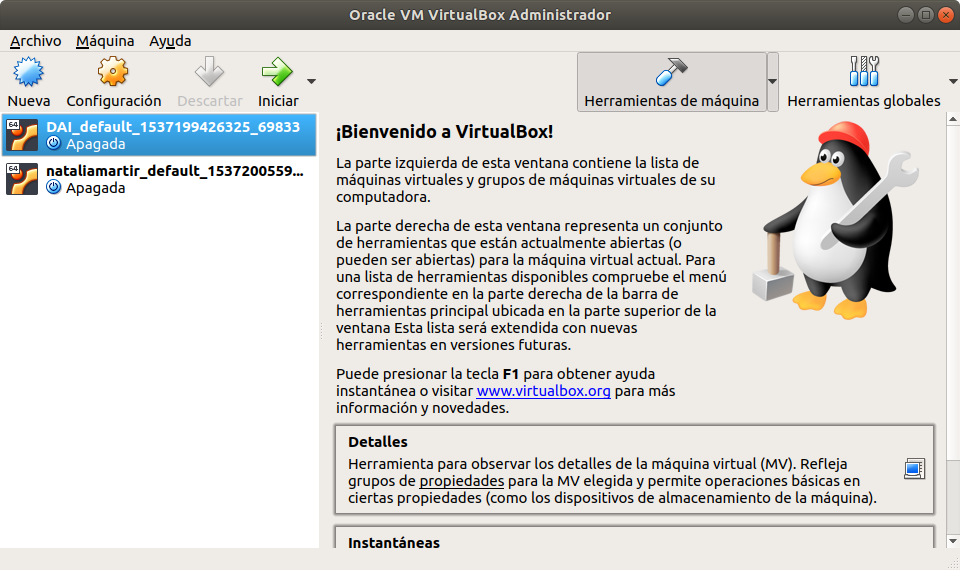 Oracle VM VirtualBox Administrador
Archivo Máquina Ayuda
Nueva Configuración Descartar Iniciar Herramientas de máquina Herramientas globales
64 DAI_default_1537199426325_69833
Apagada
64 nataliamartir_default_1537200559...
Apagada
¡Bienvenido a VirtualBox!
La parte izquierda de esta ventana contiene la lista de
máquinas virtuales y grupos de máquinas virtuales de su
computadora.
La parte derecha de esta ventana representa un conjunto
de herramientas que están actualmente abiertas (o
pueden ser abiertas) para la máquina virtual actual. Para
una lista de herramientas disponibles compruebe el menú
correspondiente en la parte derecha de la barra de
herramientas principal ubicada en la parte superior de la
ventana Esta lista será extendida con nuevas
herramientas en versiones futuras.
Puede presionar la tecla F1 para obtener ayuda
instantánea o visitar www.virtualbox.org para más
información y novedades.
Detalles
Herramienta para observar los detalles de la máquina virtual (MV). Refleja
grupos de propiedades para la MV elegida y permite operaciones básicas en
ciertas propiedades (como los dispositivos de almacenamiento de la máquina).
Instantáneas